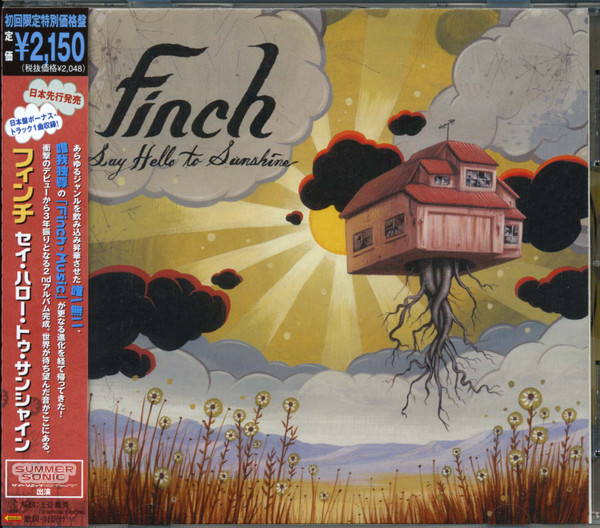 初回限定特別価格盤
定価
¥2,150
(税抜価格¥2,048)
日本先行発売
日本盤ボーナス・
トラック1曲収録!
あらゆるジャンルを飲み込み昇華させた唯一無二、
唯我独尊の「Finch-Music」が更なる進化を経て帰ってきた!
衝撃のデビューから3年振りとなる2ndアルバム完成。世界が待ち望んだ音がここにある。
フィンチ セイ・ハロー・トゥ・サンシャイン
SUMMER
SONIC
出演
Finch
Say Hello to Sunshine